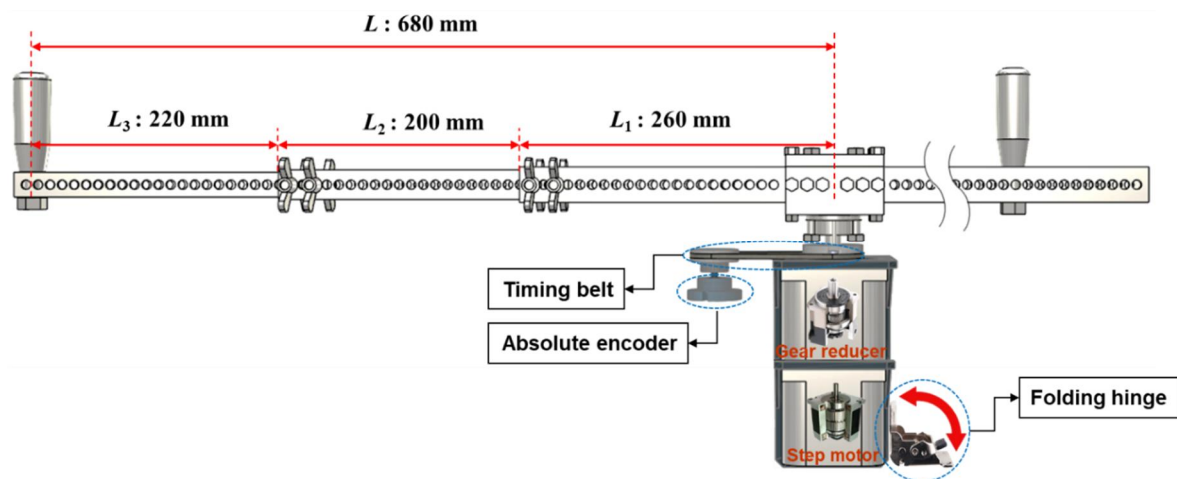 L : 680 mm
L3 : 220 mm
L2 : 200 mm
L1 : 260 mm
Timing belt
Absolute encoder
Gear reducer
Step motor
Folding hinge